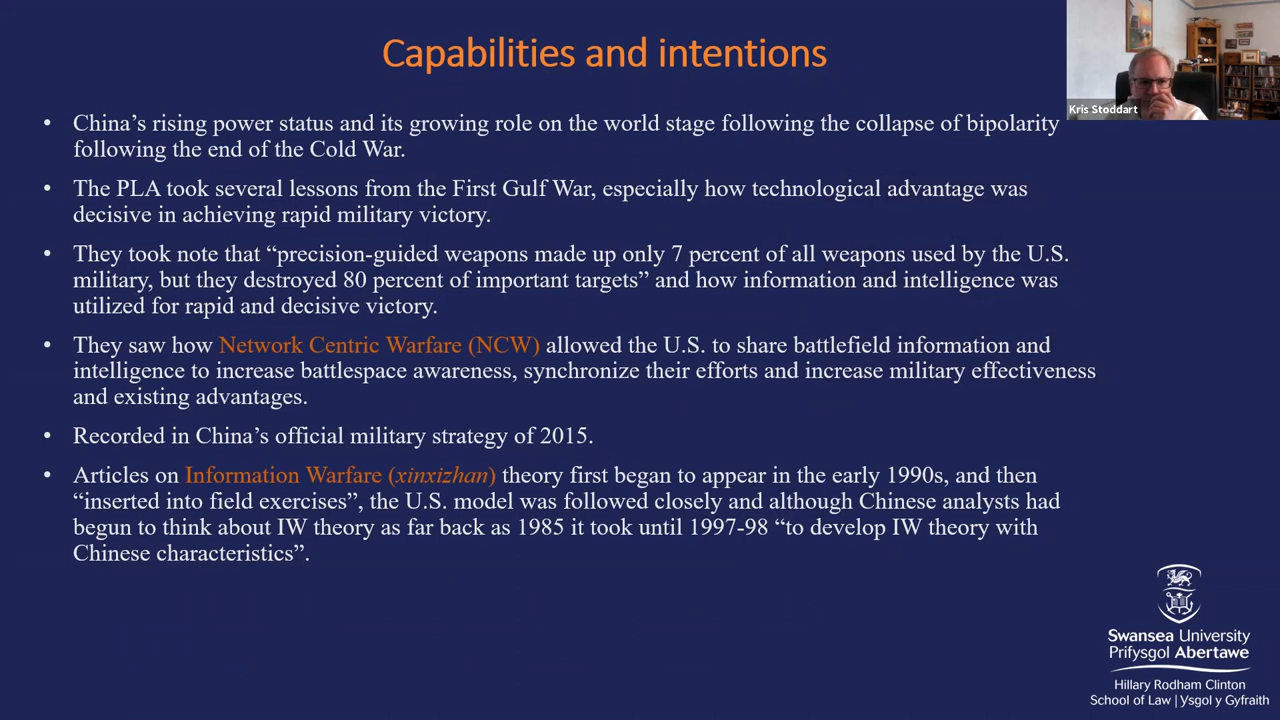 Capabilities and intentions
Kris Stoddart
• China’s rising power status and its growing role on the world stage following the collapse of bipolarity
following the end of the Cold War.
• The PLA took several lessons from the First Gulf War, especially how technological advantage was
decisive in achieving rapid military victory.
• They took note that “precision-guided weapons made up only 7 percent of all weapons used by the U.S.
military, but they destroyed 80 percent of important targets” and how information and intelligence was
utilized for rapid and decisive victory.
• They saw how Network Centric Warfare (NCW) allowed the U.S. to share battlefield information and
intelligence to increase battlespace awareness, synchronize their efforts and increase military effectiveness
and existing advantages.
• Recorded in China’s official military strategy of 2015.
• Articles on Information Warfare (xinxizhan) theory first began to appear in the early 1990s, and then
“inserted into field exercises”, the U.S. model was followed closely and although Chinese analysts had
begun to think about IW theory as far back as 1985 it took until 1997-98 “to develop IW theory with
Chinese characteristics”.
Swansea University
Prifysgol Abertawe
Hillary Rodham Clinton
School of Law | Ysgol y Gyfraith